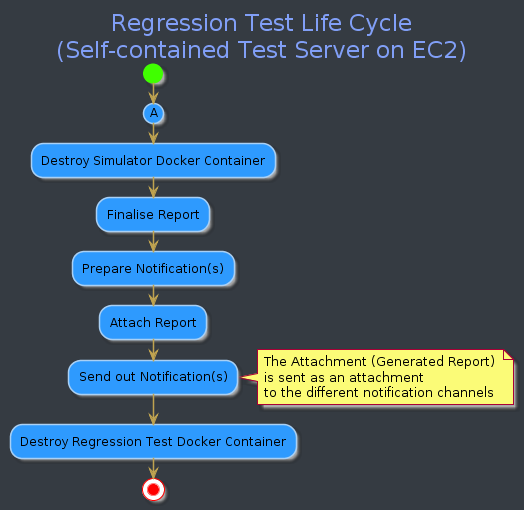 Regression Test Life Cycle
(Self-contained Test Server on EC2)
A
Destroy Simulator Docker Container
Finalise Report
Prepare Notification(s)
Attach Report
Send out Notification(s)
The Attachment (Generated Report)
is sent as an attachment
to the different notification channels
Destroy Regression Test Docker Container